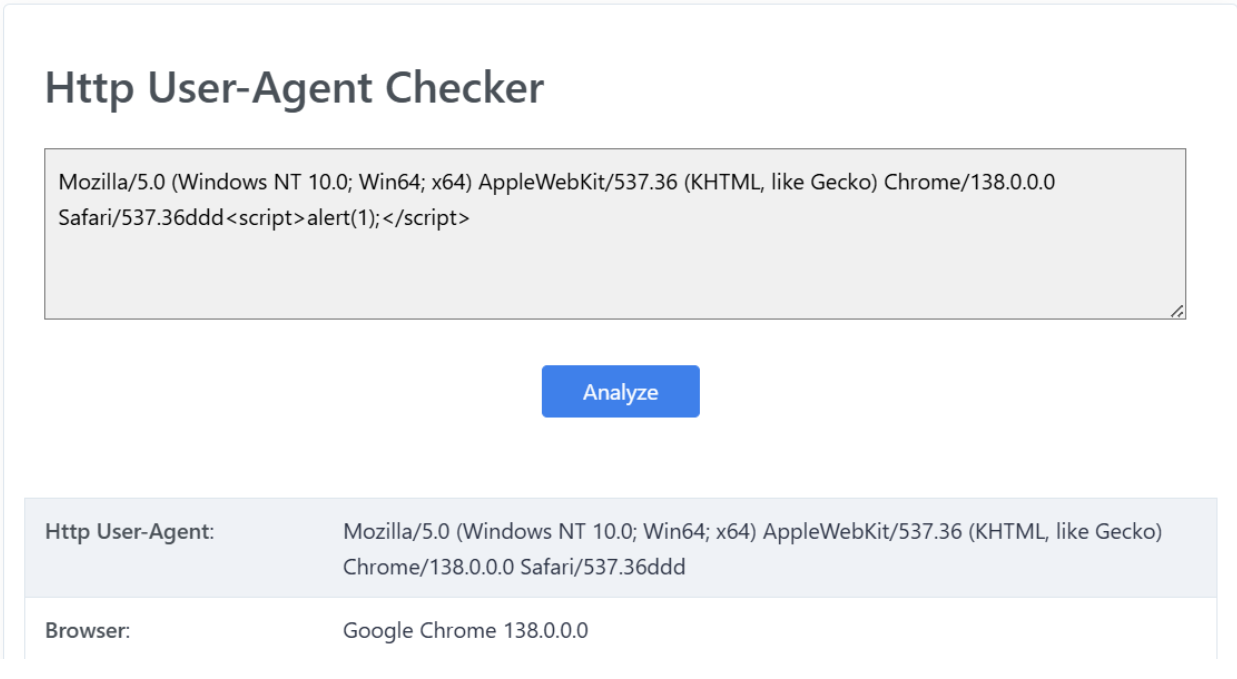 Http User-Agent Checker
Mozilla/5.0 (Windows NT 10.0; Win64; x64) AppleWebKit/537.36 (KHTML, like Gecko) Chrome/138.0.0.0
Safari/537.36ddd<script>alert(1);</script>
Analyze
Http User-Agent: Mozilla/5.0 (Windows NT 10.0; Win64; x64) AppleWebKit/537.36 (KHTML, like Gecko)
Chrome/138.0.0.0 Safari/537.36ddd
Browser: Google Chrome 138.0.0.0